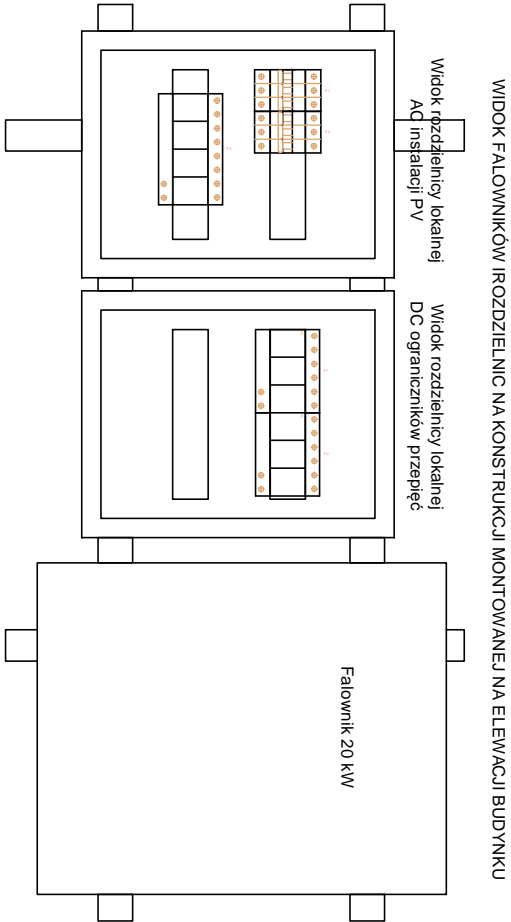 WIDOK FALOWNIKÓW IROZDZIELNIC NA KONSTRUKCJI MONTOWANEJ NA ELEWACJI BUDYNKU
Widok rozdzielnicy lokalnej
AC instalacji PV
Widok rozdzielnicy lokalnej
DC ograniczników przepięć
Falownik 20 kW